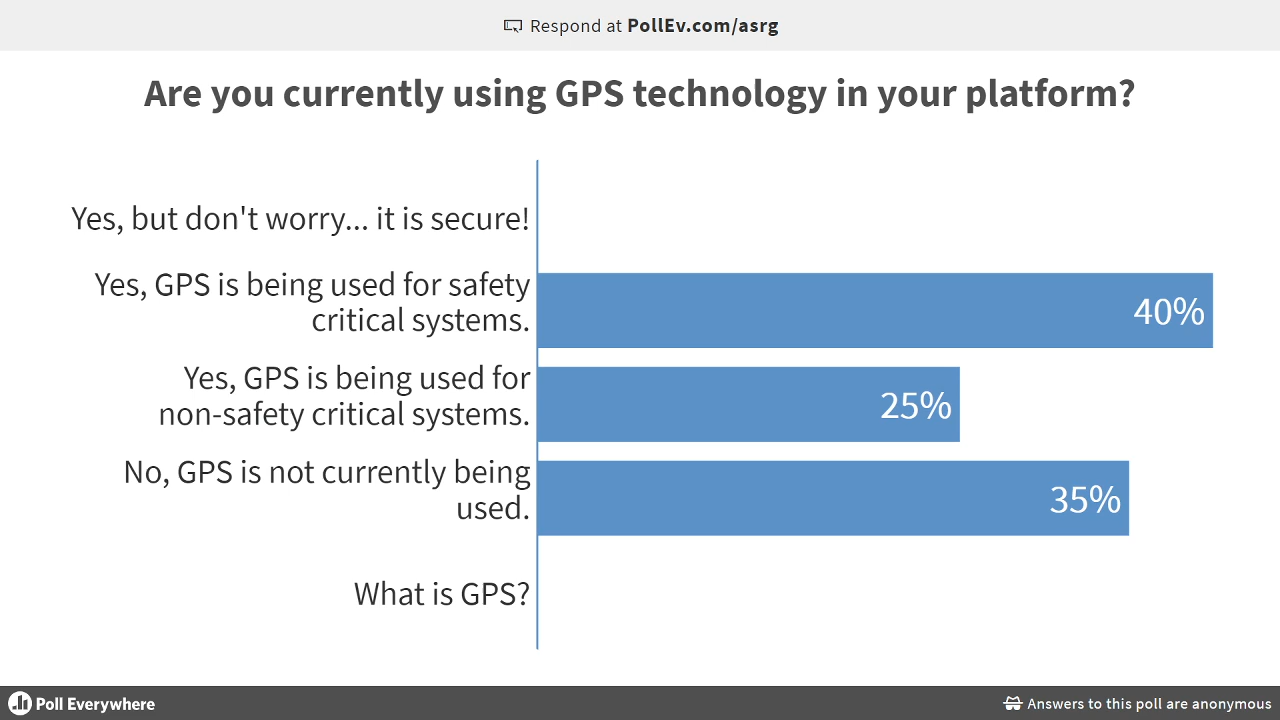 Respond at PollEv.com/asrg
Are you currently using GPS technology in your platform?
Yes, but don't worry... it is secure!
Yes, GPS is being used for safety
critical systems.
40%
Yes, GPS is being used for
non-safety critical systems.
25%
No, GPS is not currently being
used.
35%
What is GPS?
Poll Everywhere
Answers to this poll are anonymous